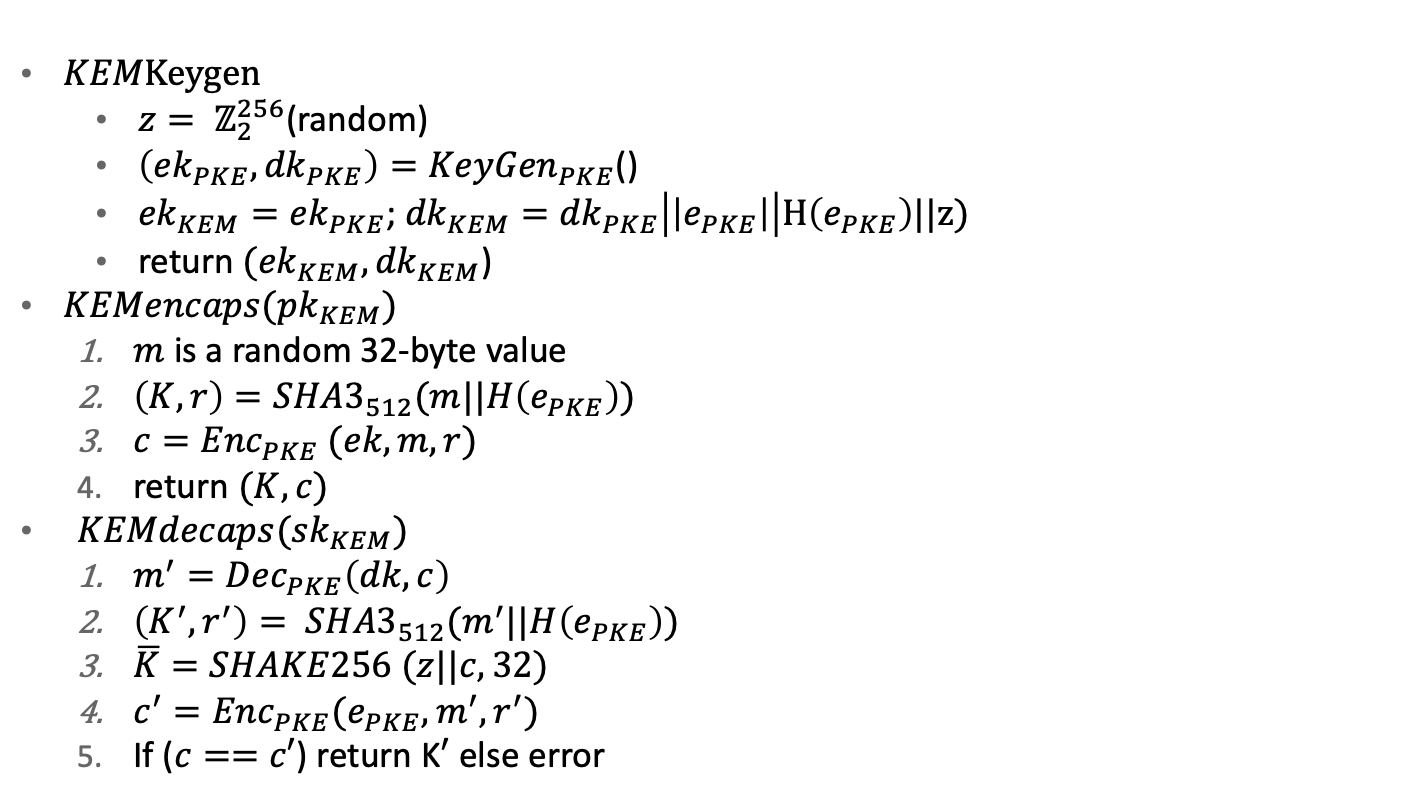 • KEMKeygen
• z = ℤ₂²⁵⁶(random)
• (ek_PKE, dk_PKE) = KeyGen_PKE()
• ek_KEM = ek_PKE; dk_KEM = dk_PKE||e_PKE||H(e_PKE)||z)
• return (ek_KEM, dk_KEM)
• KEMencaps(pk_KEM)
1. m is a random 32-byte value
2. (K, r) = SHA3₅₁₂(m||H(e_PKE))
3. c = Enc_PKE (ek, m, r)
4. return (K, c)
• KEMdecaps(sk_KEM)
1. m′ = Dec_PKE(dk, c)
2. (K′, r′) = SHA3₅₁₂(m′||H(e_PKE))
3. K̅ = SHAKE256 (z||c, 32)
4. c′ = Enc_PKE(e_PKE, m′, r′)
5. If (c == c′) return K′ else error